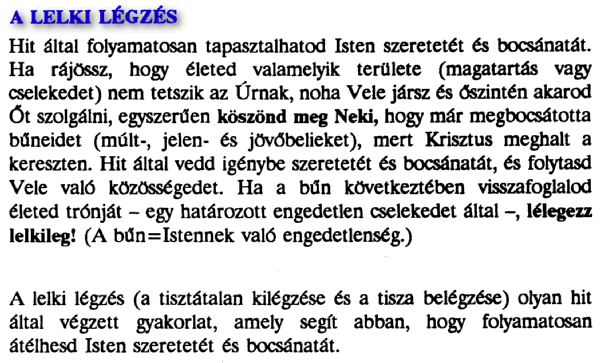 A LELKI LÉGZÉS
Hit által folyamatosan tapasztalhatod Isten szeretetét és bocsánatát.
Ha rájössz, hogy életed valamelyik területe (magatartás vagy
cselekedet) nem tetszik az Úrnak, noha Vele jársz és őszintén akarod
Őt szolgálni, egyszerűen köszönd meg Neki, hogy már megbocsátotta
bűneidet (múlt-, jelen- és jövőbelieket), mert Krisztus meghalt a
kereszten. Hit által vedd igénybe szeretetét és bocsánatát, és folytasd
Vele való közösségedet. Ha a bűn következtében visszafoglalod
életed trónját – egy határozott engedetlen cselekedet által –, lélegezz
lelkileg! (A bűn=Istennek való engedetlenség.)
A lelki légzés (a tisztátalan kilégzése és a tisza belégzése) olyan hit
által végzett gyakorlat, amely segít abban, hogy folyamatosan
átélhesd Isten szeretetét és bocsánatát.